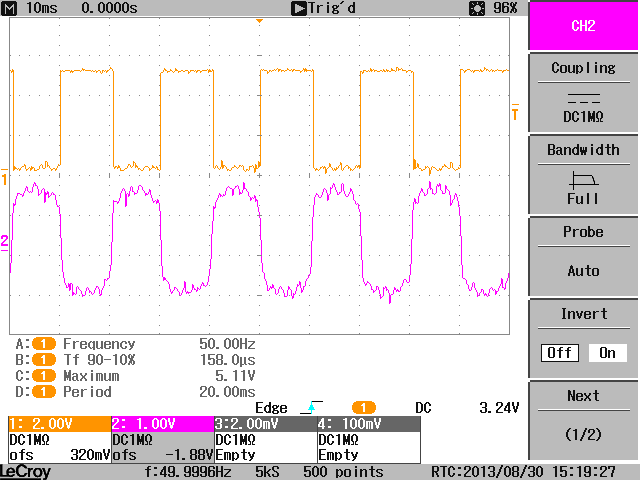 M 10ms 0.0000s Trig'd 96%
CH2
Coupling
DC1MΩ
Bandwidth
Full
Probe
Auto
Invert
Off On
Next
(1/2)
T
1
2
A: 1 Frequency 50.00Hz
B: 1 Tf 90-10% 158.0µs
C: 1 Maximum 5.11V
D: 1 Period 20.00ms
Edge 1 DC 3.24V
1: 2.00V 2: 1.00V 3:2.00mV 4: 100mV
DC1MΩ DC1MΩ DC1MΩ DC1MΩ
ofs 320mV ofs -1.88V Empty Empty
LeCroy f:49.9996Hz 5kS 500 points RTC:2013/08/30 15:19:27